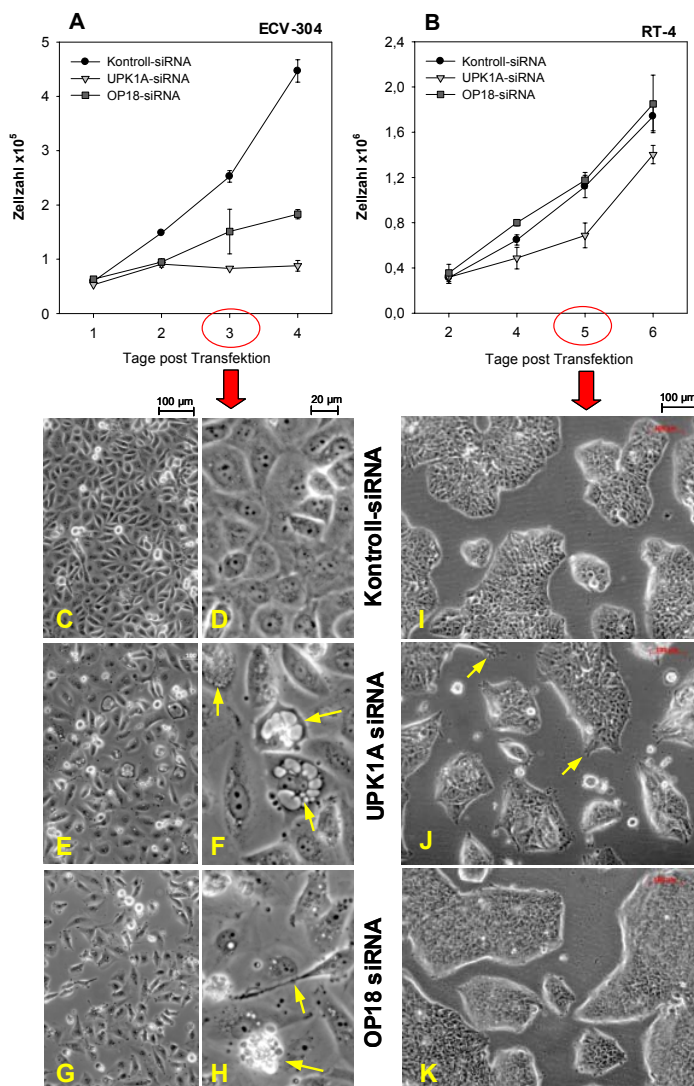 A
ECV-304
Kontroll-siRNA
UPK1A-siRNA
OP18-siRNA
Zellzahl x10⁵
5
4
3
2
1
0
1
2
3
4
Tage post Transfektion
B
RT-4
Kontroll-siRNA
UPK1A-siRNA
OP18-siRNA
Zellzahl x10⁶
2,4
2,0
1,6
1,2
0,8
0,4
0,0
2
4
5
6
Tage post Transfektion
100 µm
20 µm
100 µm
C
D
Kontroll-siRNA
I
E
F
UPK1A siRNA
J
G
H
OP18 siRNA
K